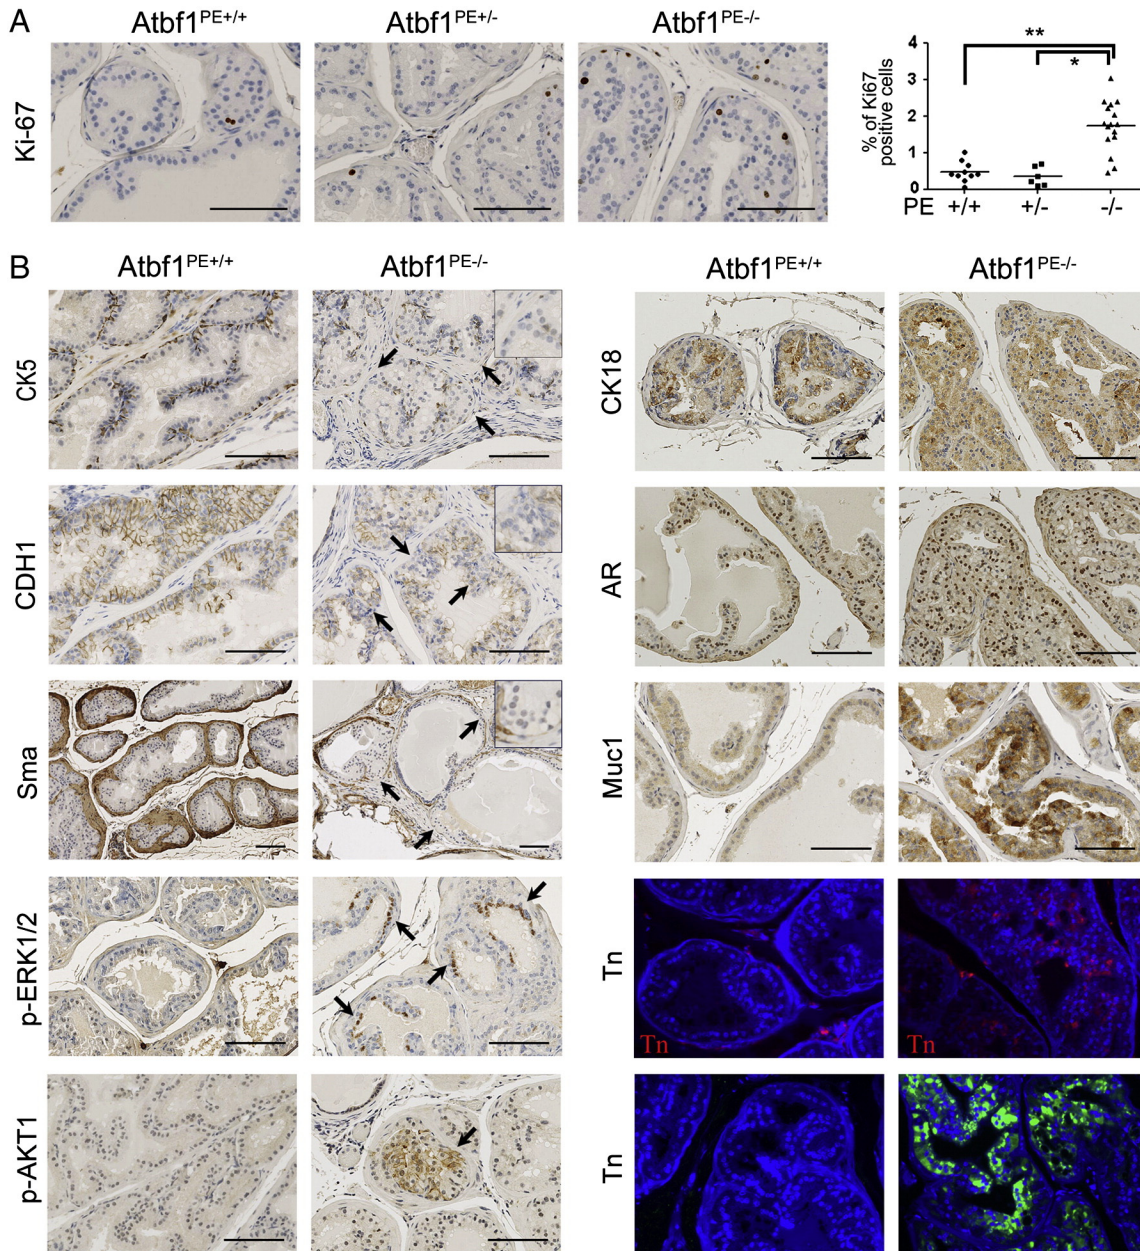 A
Atbf1PE+/+
Atbf1PE+/-
Atbf1PE-/-
Ki-67
% of Ki67
positive cells
4
3
2
1
0
**
*
PE +/+ +/- -/-
B
Atbf1PE+/+
Atbf1PE-/-
Atbf1PE+/+
Atbf1PE-/-
CK5
CK18
CDH1
AR
Sma
Muc1
p-ERK1/2
Tn
Tn
Tn
p-AKT1
Tn